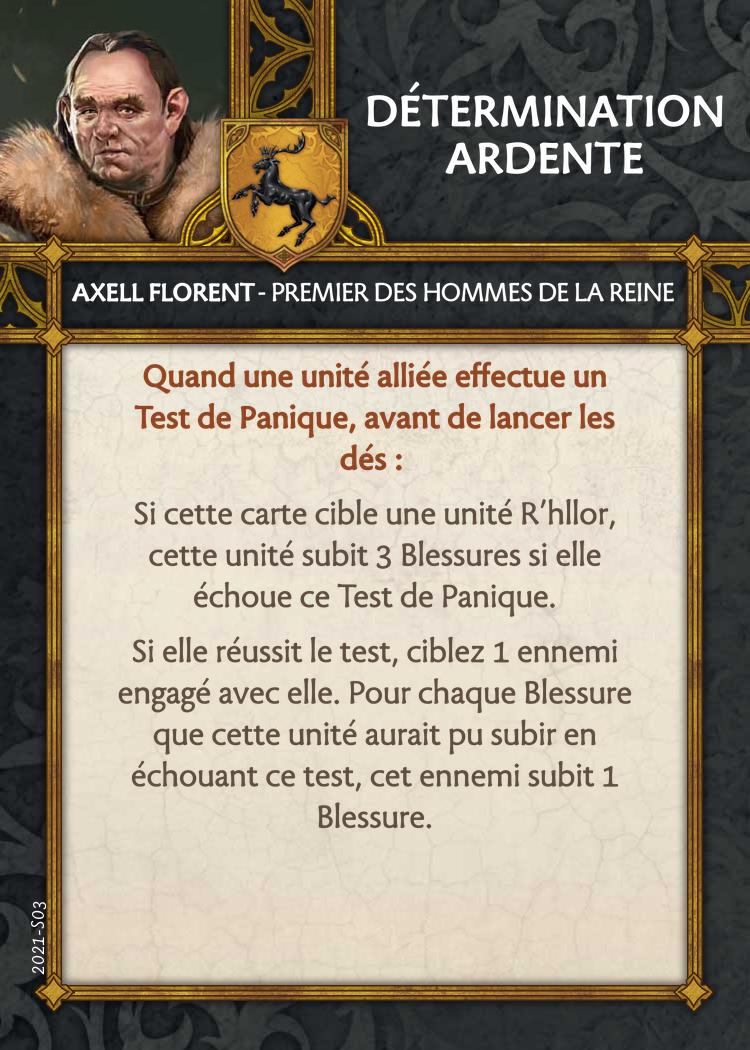 DÉTERMINATION
ARDENTE
AXELL FLORENT - PREMIER DES HOMMES DE LA REINE
Quand une unité alliée effectue un
Test de Panique, avant de lancer les
dés :
Si cette carte cible une unité R'hllor,
cette unité subit 3 Blessures si elle
échoue ce Test de Panique.
Si elle réussit le test, ciblez 1 ennemi
engagé avec elle. Pour chaque Blessure
que cette unité aurait pu subir en
échouant ce test, cet ennemi subit 1
Blessure.
2021-S03